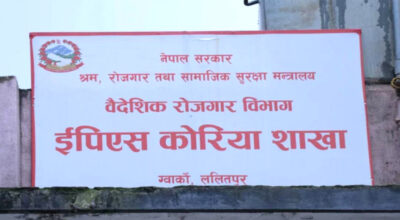 नेपाल सरकार
श्रम, रोजगार तथा सामाजिक सुरक्षा मन्त्रालय
वैदेशिक रोजगार विभाग
ईपिएस कोरिया शाखा
ग्वार्को, ललितपुर